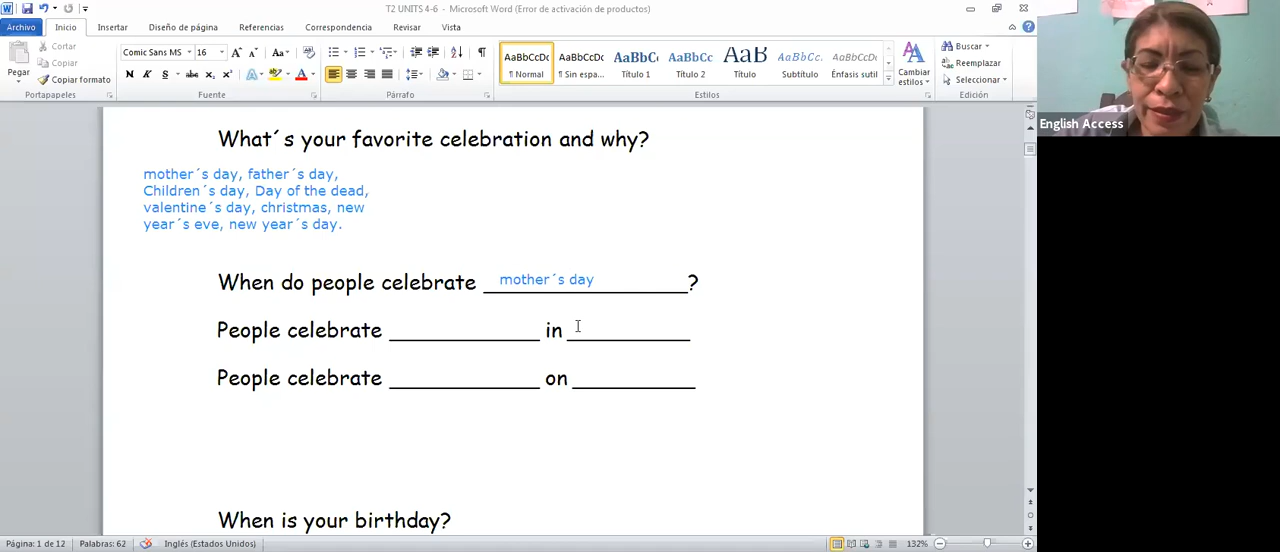 T2 UNITS 4-6 - Microsoft Word (Error de activación de productos)
Archivo Inicio Insertar Diseño de página Referencias Correspondencia Revisar Vista
Cortar
Copiar
Copiar formato
Pegar
Portapapeles
Comic Sans MS 16
Fuente
Párrafo
AaBbCcDc AaBbCcDc AaBbC AaBbCc AaB AaBbCc. AaBbCcDc
¶ Normal ¶ Sin espa... Título 1 Título 2 Título Subtítulo Énfasis sutil
Estilos
Cambiar
estilos
Buscar
Reemplazar
Seleccionar
Edición
English Access
What´s your favorite celebration and why?
mother´s day, father´s day,
Children´s day, Day of the dead,
valentine´s day, christmas, new
year´s eve, new year´s day.
When do people celebrate mother´s day?
People celebrate ____________ in __________
People celebrate ____________ on __________
When is your birthday?
Página: 1 de 12 Palabras: 62 Inglés (Estados Unidos) 132%